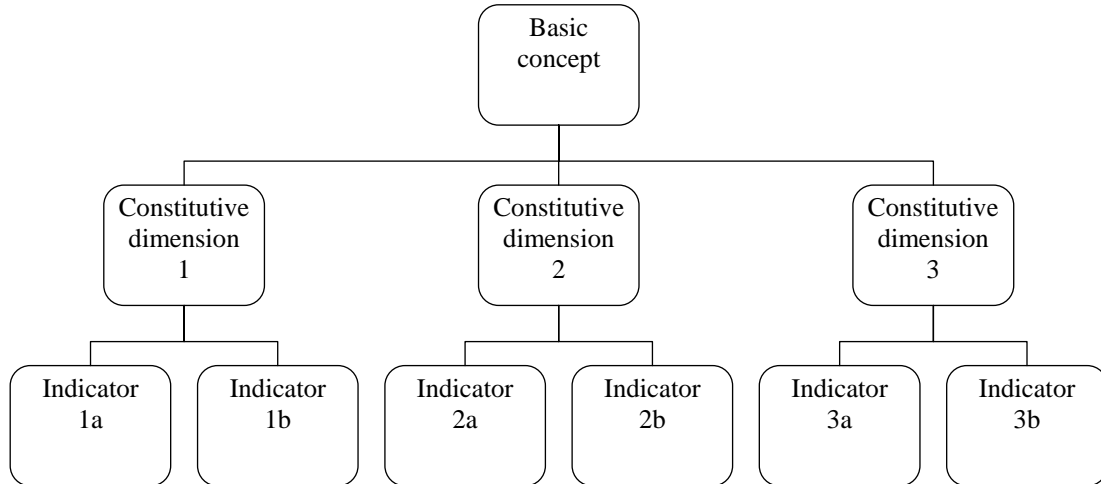 Basic
concept
Constitutive
dimension
1
Constitutive
dimension
2
Constitutive
dimension
3
Indicator
1a
Indicator
1b
Indicator
2a
Indicator
2b
Indicator
3a
Indicator
3b